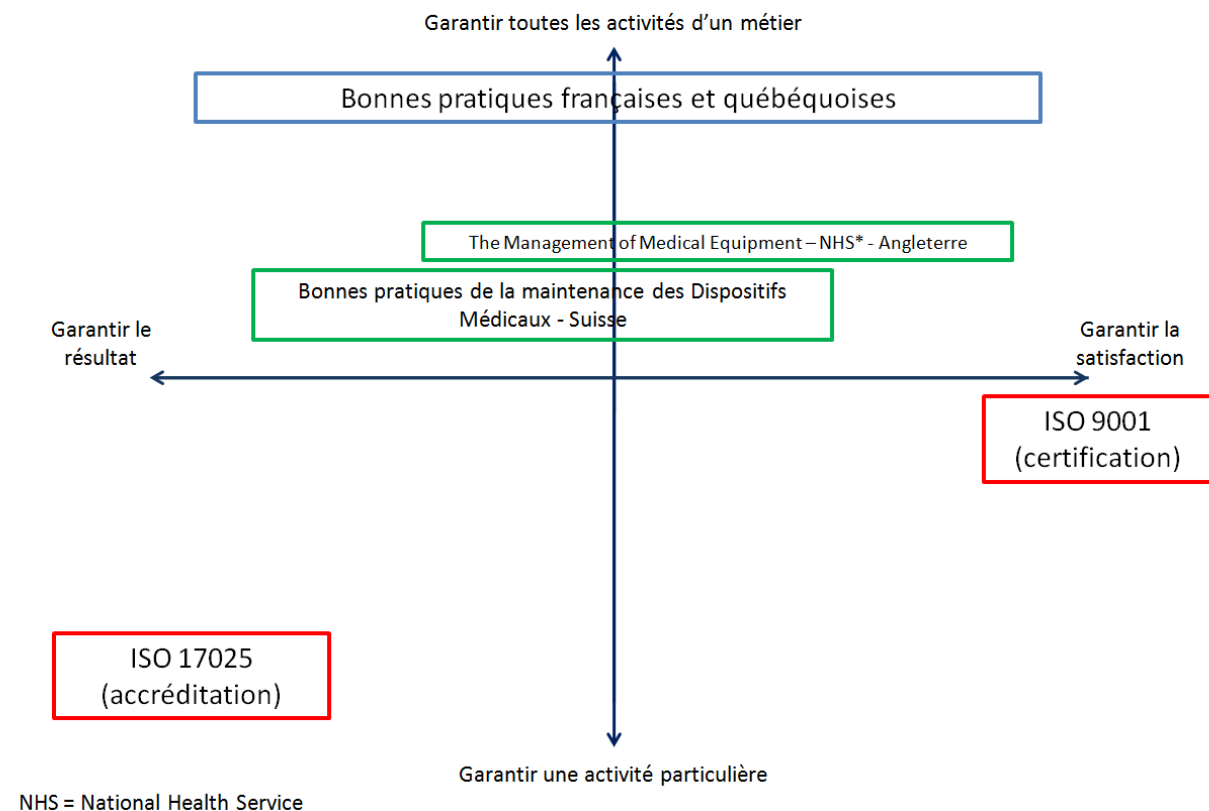 Garantir toutes les activités d’un métier
Bonnes pratiques françaises et québéquoises
The Management of Medical Equipment – NHS* - Angleterre
Bonnes pratiques de la maintenance des Dispositifs
Médicaux - Suisse
Garantir le
résultat
Garantir la
satisfaction
ISO 9001
(certification)
ISO 17025
(accréditation)
Garantir une activité particulière
NHS = National Health Service